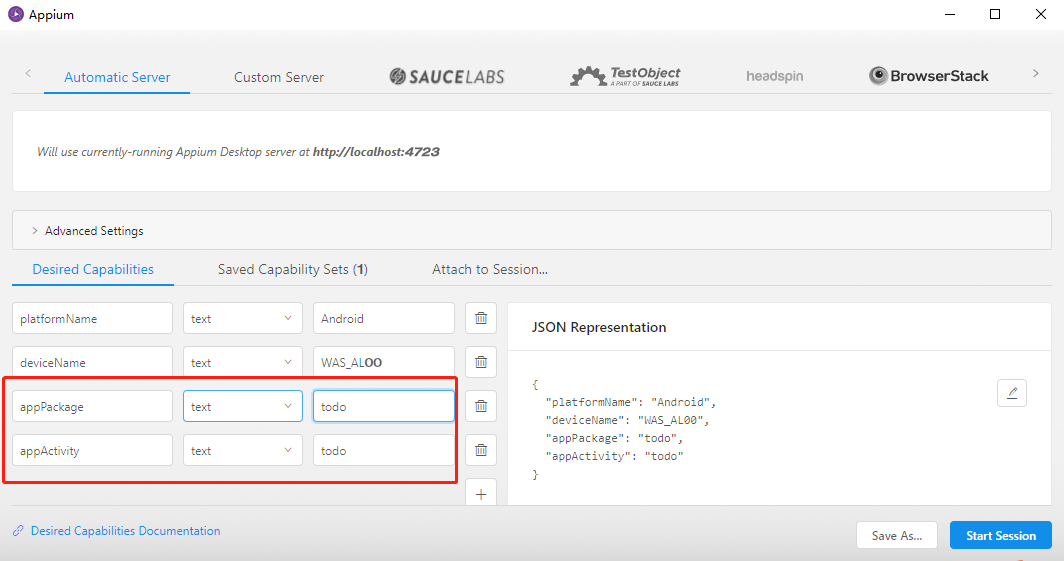 Appium
Automatic Server
Custom Server
SAUCELABS
TestObject
A PART OF SAUCE LABS
headspin
BrowserStack
Will use currently-running Appium Desktop server at http://localhost:4723
Advanced Settings
Desired Capabilities
Saved Capability Sets (1)
Attach to Session...
platformName
text
Android
deviceName
text
WAS_AL00
appPackage
text
todo
appActivity
text
todo
JSON Representation
{
"platformName": "Android",
"deviceName": "WAS_AL00",
"appPackage": "todo",
"appActivity": "todo"
}
Desired Capabilities Documentation
Save As...
Start Session